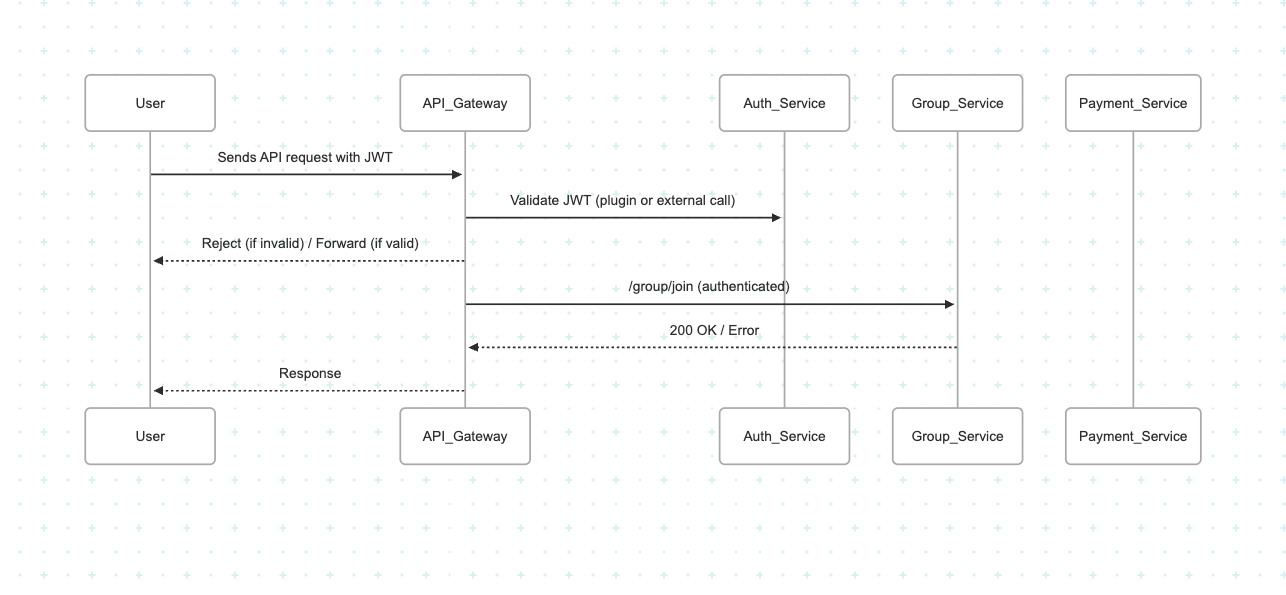 User
API_Gateway
Auth_Service
Group_Service
Payment_Service
Sends API request with JWT
Validate JWT (plugin or external call)
Reject (if invalid) / Forward (if valid)
/group/join (authenticated)
200 OK / Error
Response
User
API_Gateway
Auth_Service
Group_Service
Payment_Service